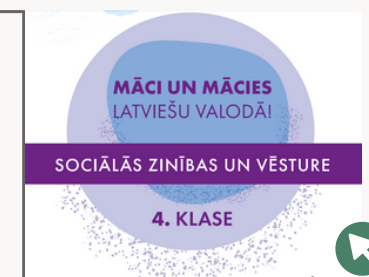 MĀCI UN MĀCIES
LATVIEŠU VALODĀ!
SOCIĀLĀS ZINĪBAS UN VĒSTURE
4. KLASE